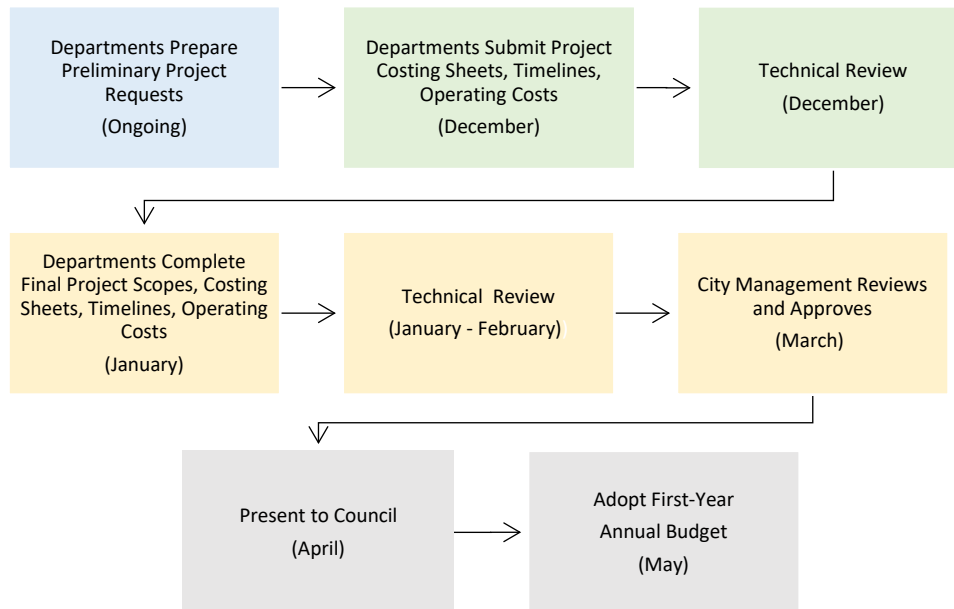 Departments Prepare
Preliminary Project
Requests
(Ongoing)
Departments Submit Project
Costing Sheets, Timelines,
Operating Costs
(December)
Technical Review
(December)
Departments Complete
Final Project Scopes, Costing
Sheets, Timelines, Operating
Costs
(January)
Technical Review
(January - February)
City Management Reviews
and Approves
(March)
Present to Council
(April)
Adopt First-Year
Annual Budget
(May)